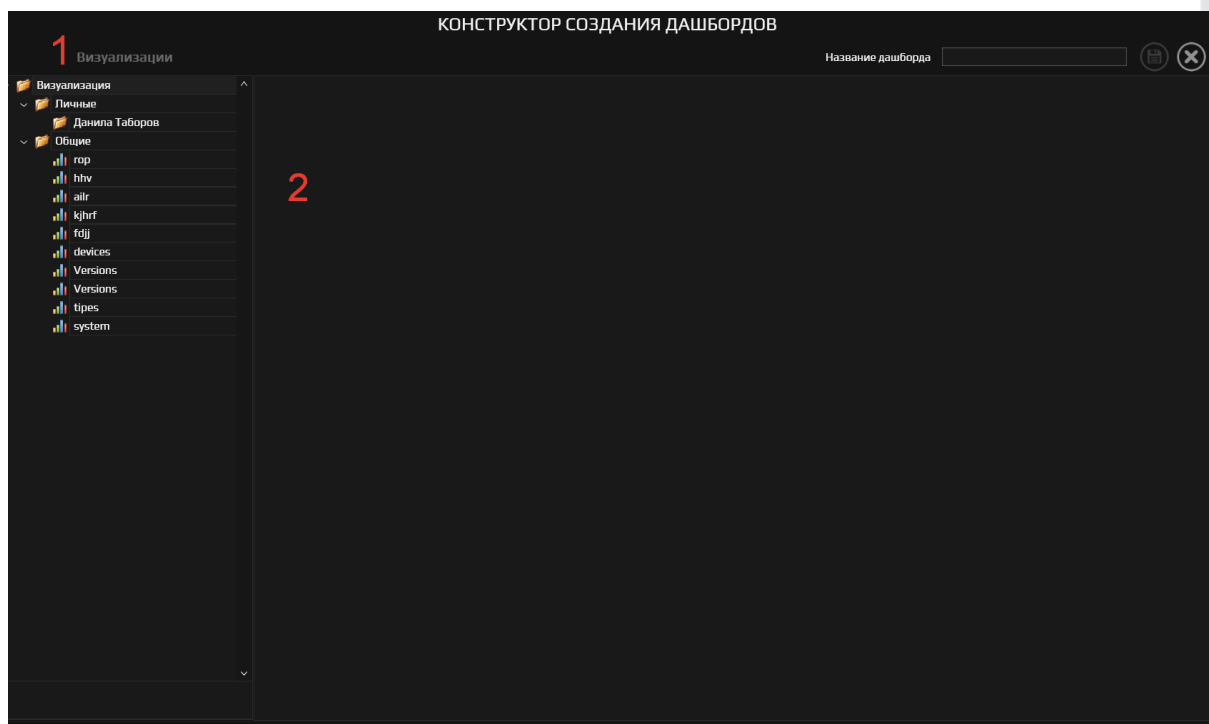 КОНСТРУКТОР СОЗДАНИЯ ДАШБОРДОВ
1 Визуализации
Название дашборда
Визуализация
Личные
Данила Таборов
Общие
rop
hhv
2
ailr
kjhrf
fdjj
devices
Versions
Versions
tipes
system